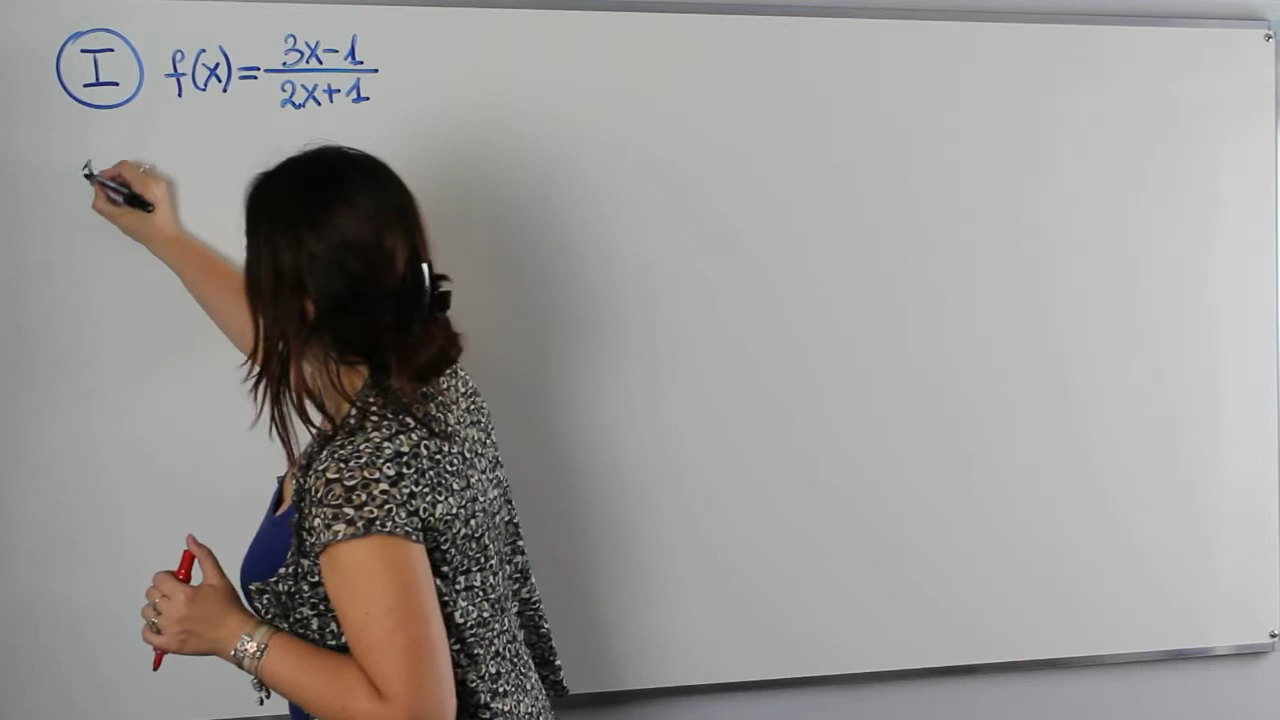 I f(x) = 3x-1 / 2x+1